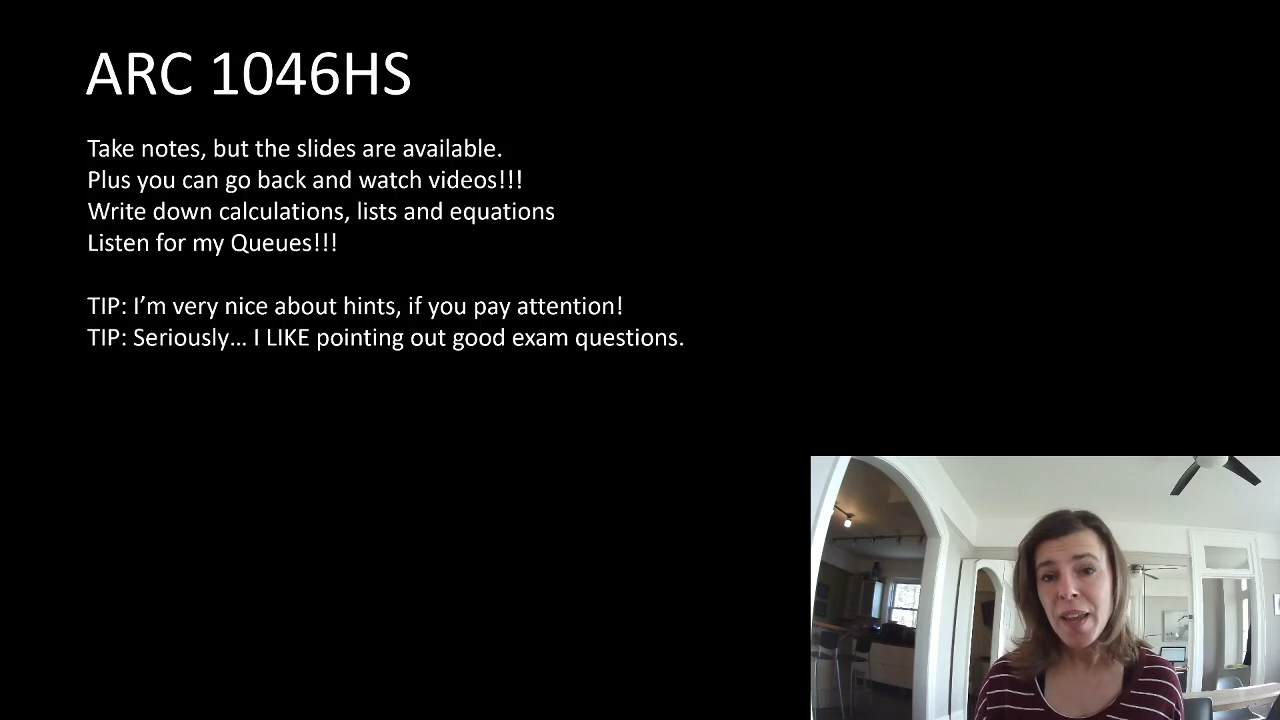 ARC 1046HS
Take notes, but the slides are available.
Plus you can go back and watch videos!!!
Write down calculations, lists and equations
Listen for my Queues!!!
TIP: I’m very nice about hints, if you pay attention!
TIP: Seriously… I LIKE pointing out good exam questions.